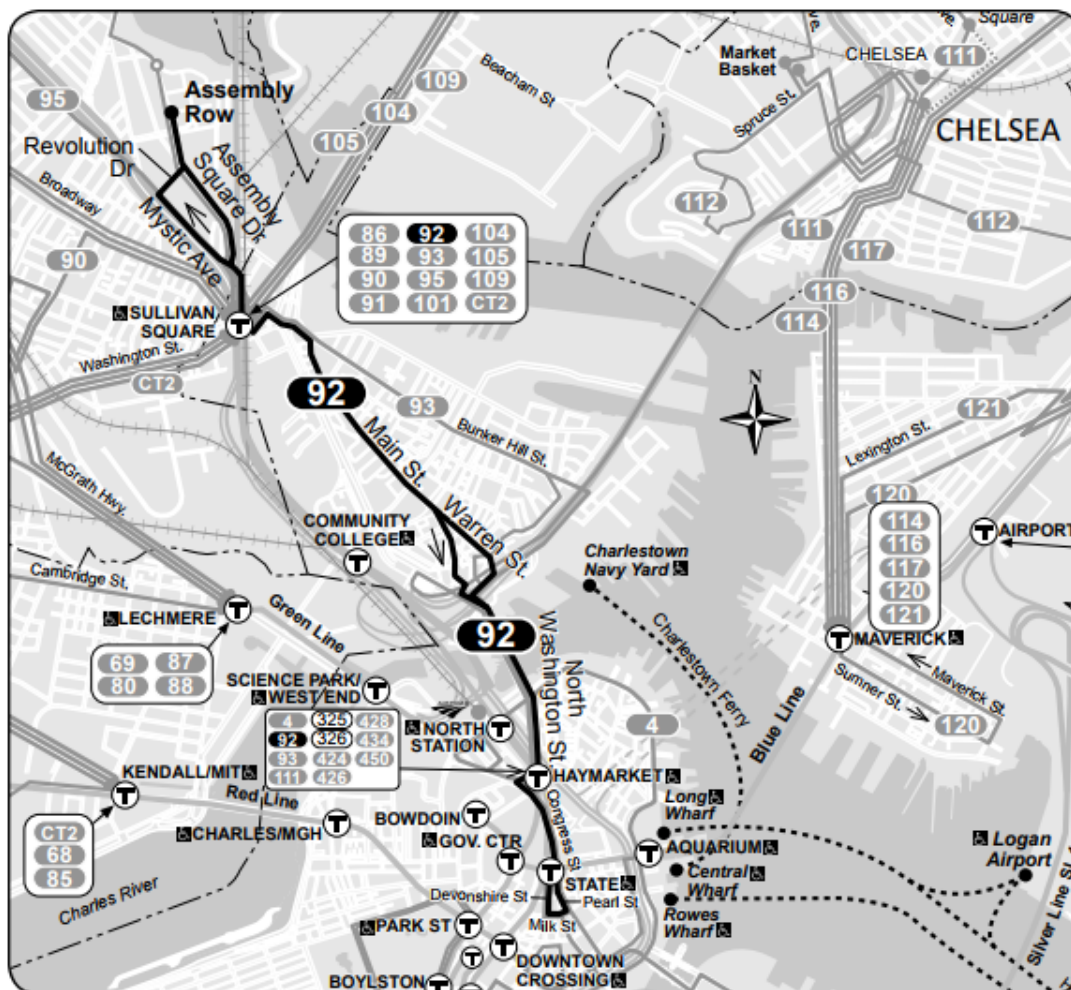 Square
111
Market
Basket
CHELSEA
CHELSEA
109
Beacham St
104
Spruce St.
95
Assembly
Row
105
Revolution
Dr
Assembly
Square Dr
Broadway
Mystic Ave
112
112
111
117
90
86 92 104
89 93 105
90 95 109
91 101 CT2
116
114
SULLIVAN
SQUARE
Washington St.
CT2
92
93
N
121
Main St.
Bunker Hill St.
Lexington St.
McGrath Hwy.
120
114
116
117
120
121
Warren St.
COMMUNITY
COLLEGE
AIRPORT
Charlestown
Navy Yard
Cambridge St.
LECHMERE
Green Line
92
North
Washington St
MAVERICK
Maverick St.
Sumner St.
120
69 87
80 88
Charlestown Ferry
Blue Line
SCIENCE PARK/
WEST END
4 325 428
92 326 434
93 424 450
111 426
NORTH
STATION
4
KENDALL/MIT
HAYMARKET
Red Line
CT2
68
85
CHARLES/MGH
BOWDOIN
GOV. CTR
Congress St
Long
Wharf
AQUARIUM
Central
Wharf
Rowes
Wharf
Logan
Airport
STATE
Devonshire St
Pearl St
Milk St
Charles River
PARK ST
DOWNTOWN
CROSSING
BOYLSTON
Silver Line